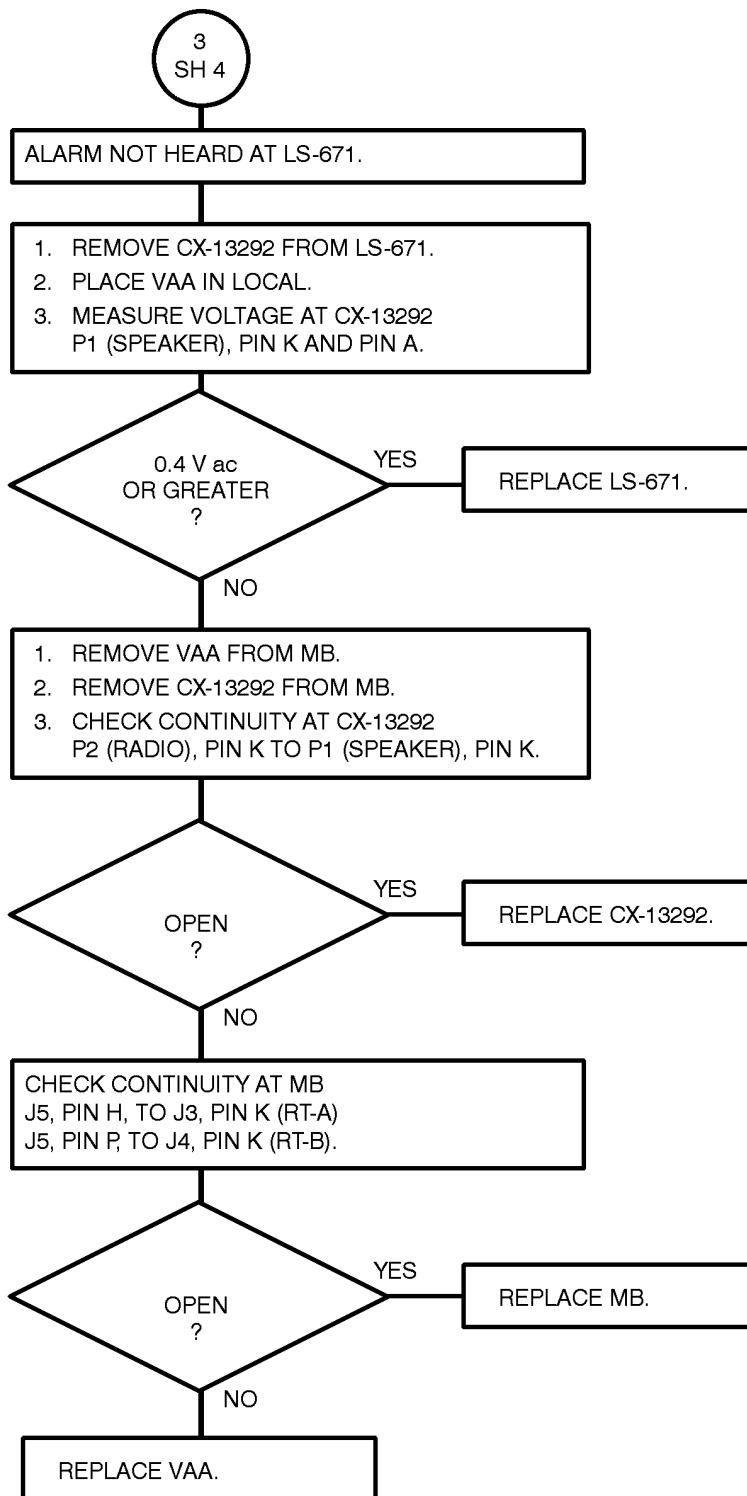 3
SH 4
ALARM NOT HEARD AT LS-671.
1. REMOVE CX-13292 FROM LS-671.
2. PLACE VAA IN LOCAL.
3. MEASURE VOLTAGE AT CX-13292
P1 (SPEAKER), PIN K AND PIN A.
0.4 V ac
OR GREATER
?
YES
REPLACE LS-671.
NO
1. REMOVE VAA FROM MB.
2. REMOVE CX-13292 FROM MB.
3. CHECK CONTINUITY AT CX-13292
P2 (RADIO), PIN K TO P1 (SPEAKER), PIN K.
OPEN
?
YES
REPLACE CX-13292.
NO
CHECK CONTINUITY AT MB
J5, PIN H, TO J3, PIN K (RT-A)
J5, PIN P, TO J4, PIN K (RT-B).
OPEN
?
YES
REPLACE MB.
NO
REPLACE VAA.